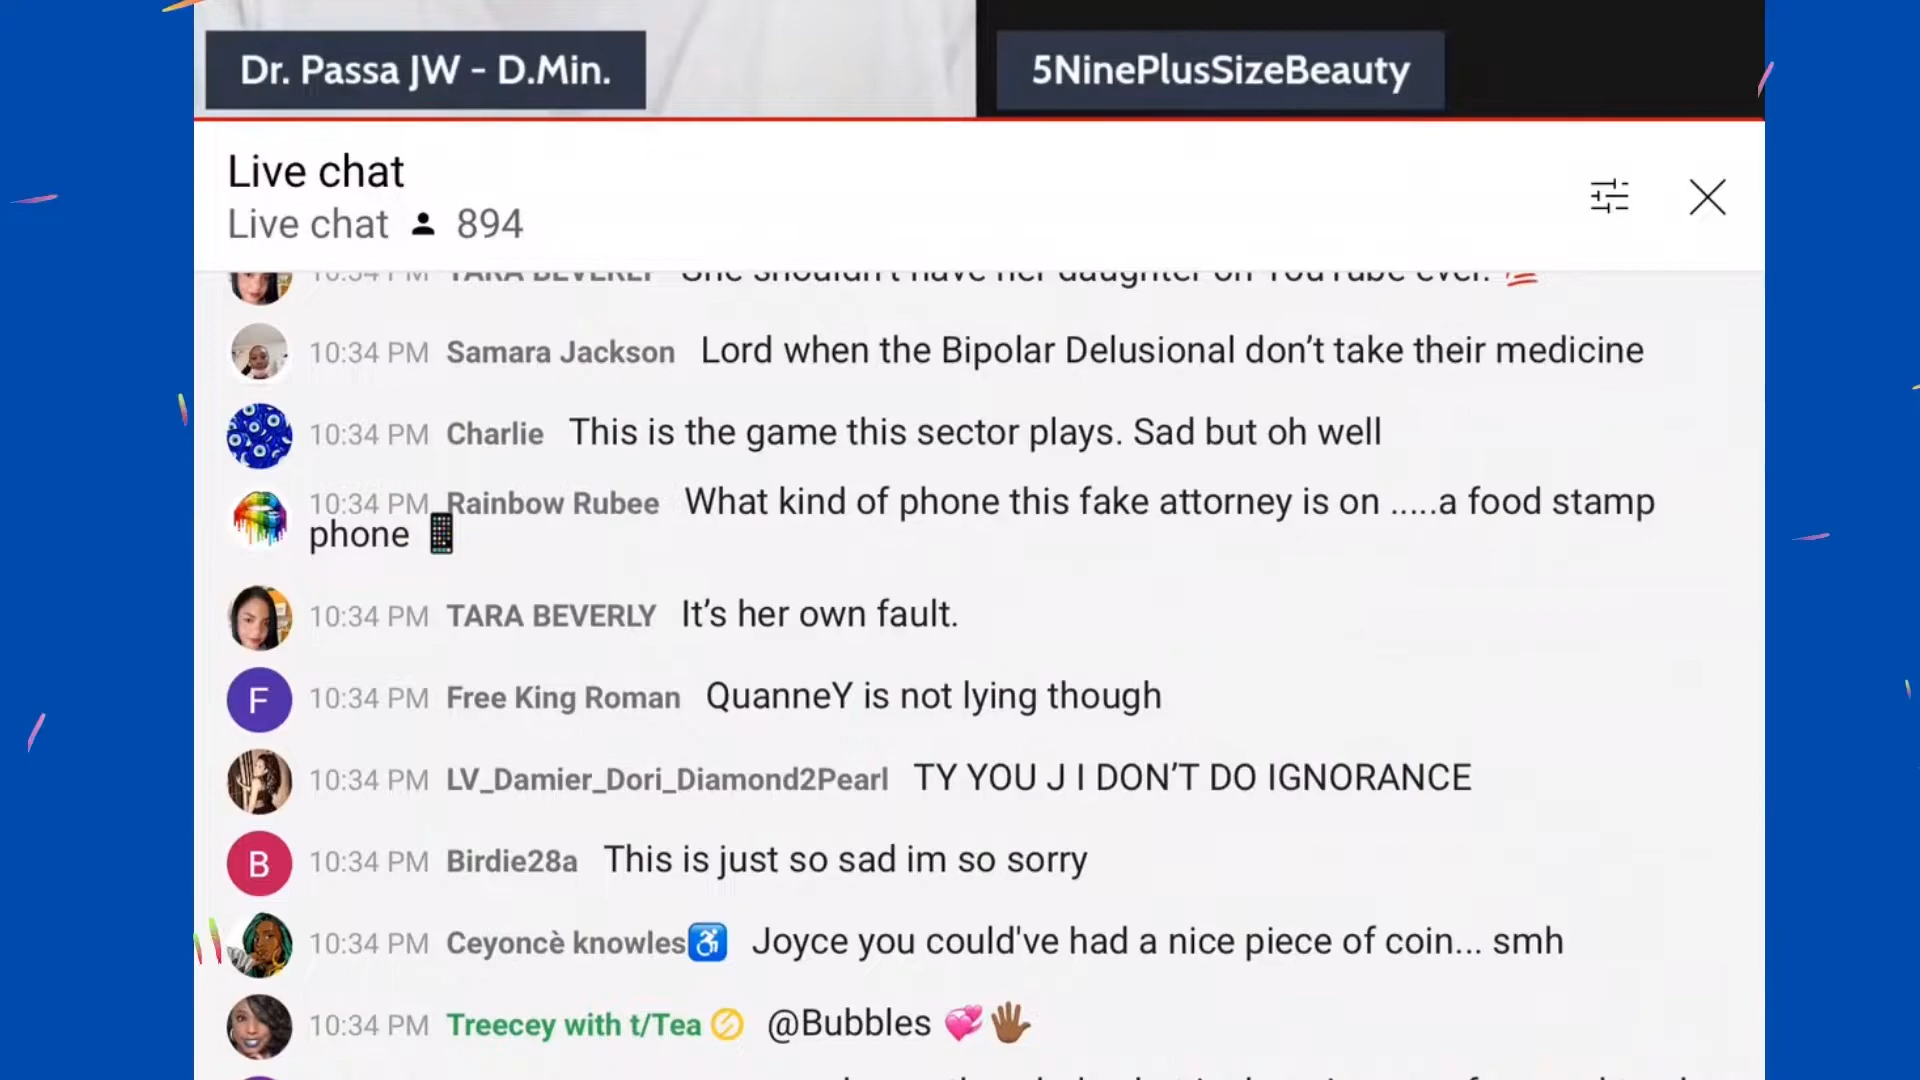 Dr. Passa JW - D.Min.
5NinePlusSizeBeauty
Live chat
Live chat 894
10:34 PM TARA BEVERLY She shouldn't have her daughter on YouTube ever.
10:34 PM Samara Jackson Lord when the Bipolar Delusional don’t take their medicine
10:34 PM Charlie This is the game this sector plays. Sad but oh well
10:34 PM Rainbow Rubee What kind of phone this fake attorney is on .....a food stamp
phone 📱
10:34 PM TARA BEVERLY It’s her own fault.
F 10:34 PM Free King Roman QuanneY is not lying though
10:34 PM LV_Damier_Dori_Diamond2Pearl TY YOU J I DON’T DO IGNORANCE
B 10:34 PM Birdie28a This is just so sad im so sorry
10:34 PM Ceyoncè knowles♿ Joyce you could've had a nice piece of coin... smh
10:34 PM Treecey with t/Tea @Bubbles 💞🖐🏾